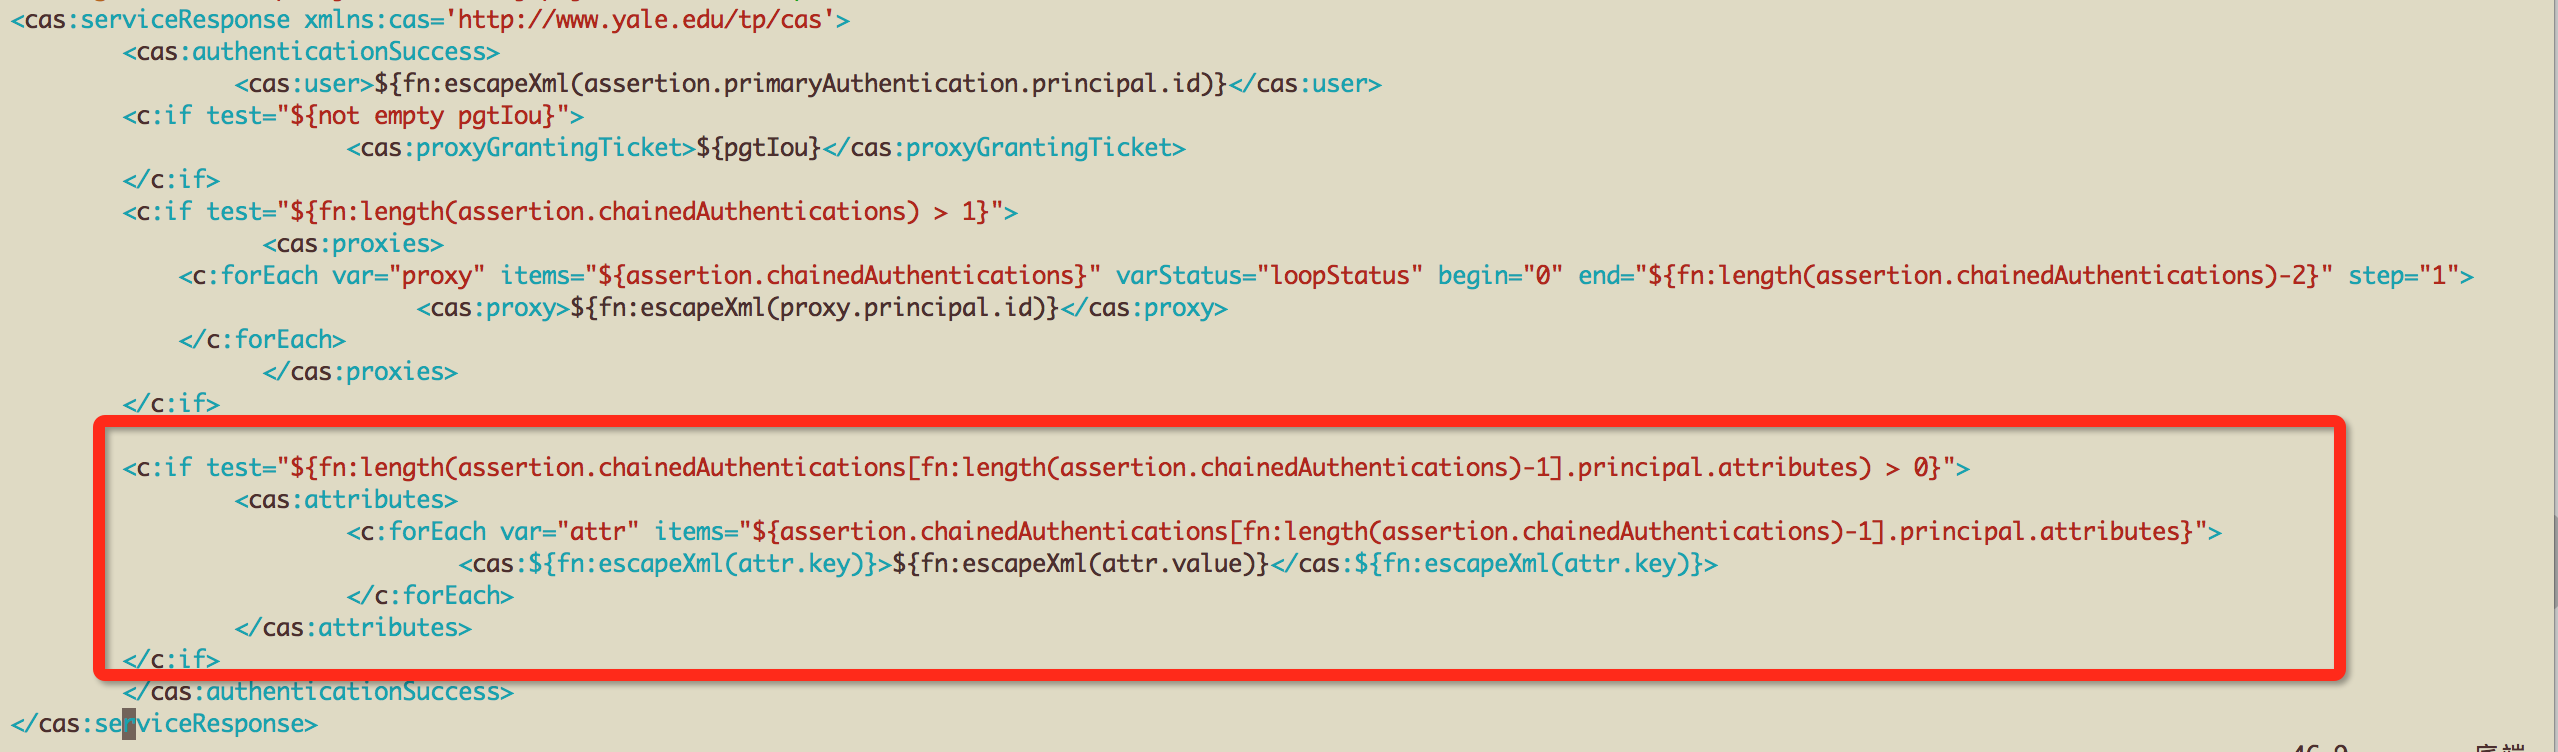 <cas:serviceResponse xmlns:cas='http://www.yale.edu/tp/cas'>
<cas:authenticationSuccess>
<cas:user>${fn:escapeXml(assertion.primaryAuthentication.principal.id)}</cas:user>
<c:if test="${not empty pgtIou}">
<cas:proxyGrantingTicket>${pgtIou}</cas:proxyGrantingTicket>
</c:if>
<c:if test="${fn:length(assertion.chainedAuthentications) > 1}">
<cas:proxies>
<c:forEach var="proxy" items="${assertion.chainedAuthentications}" varStatus="loopStatus" begin="0" end="${fn:length(assertion.chainedAuthentications)-2}" step="1">
<cas:proxy>${fn:escapeXml(proxy.principal.id)}</cas:proxy>
</c:forEach>
</cas:proxies>
</c:if>
<c:if test="${fn:length(assertion.chainedAuthentications[fn:length(assertion.chainedAuthentications)-1].principal.attributes) > 0}">
<cas:attributes>
<c:forEach var="attr" items="${assertion.chainedAuthentications[fn:length(assertion.chainedAuthentications)-1].principal.attributes}">
<cas:${fn:escapeXml(attr.key)}>${fn:escapeXml(attr.value)}</cas:${fn:escapeXml(attr.key)}>
</c:forEach>
</cas:attributes>
</c:if>
</cas:authenticationSuccess>
</cas:serviceResponse>